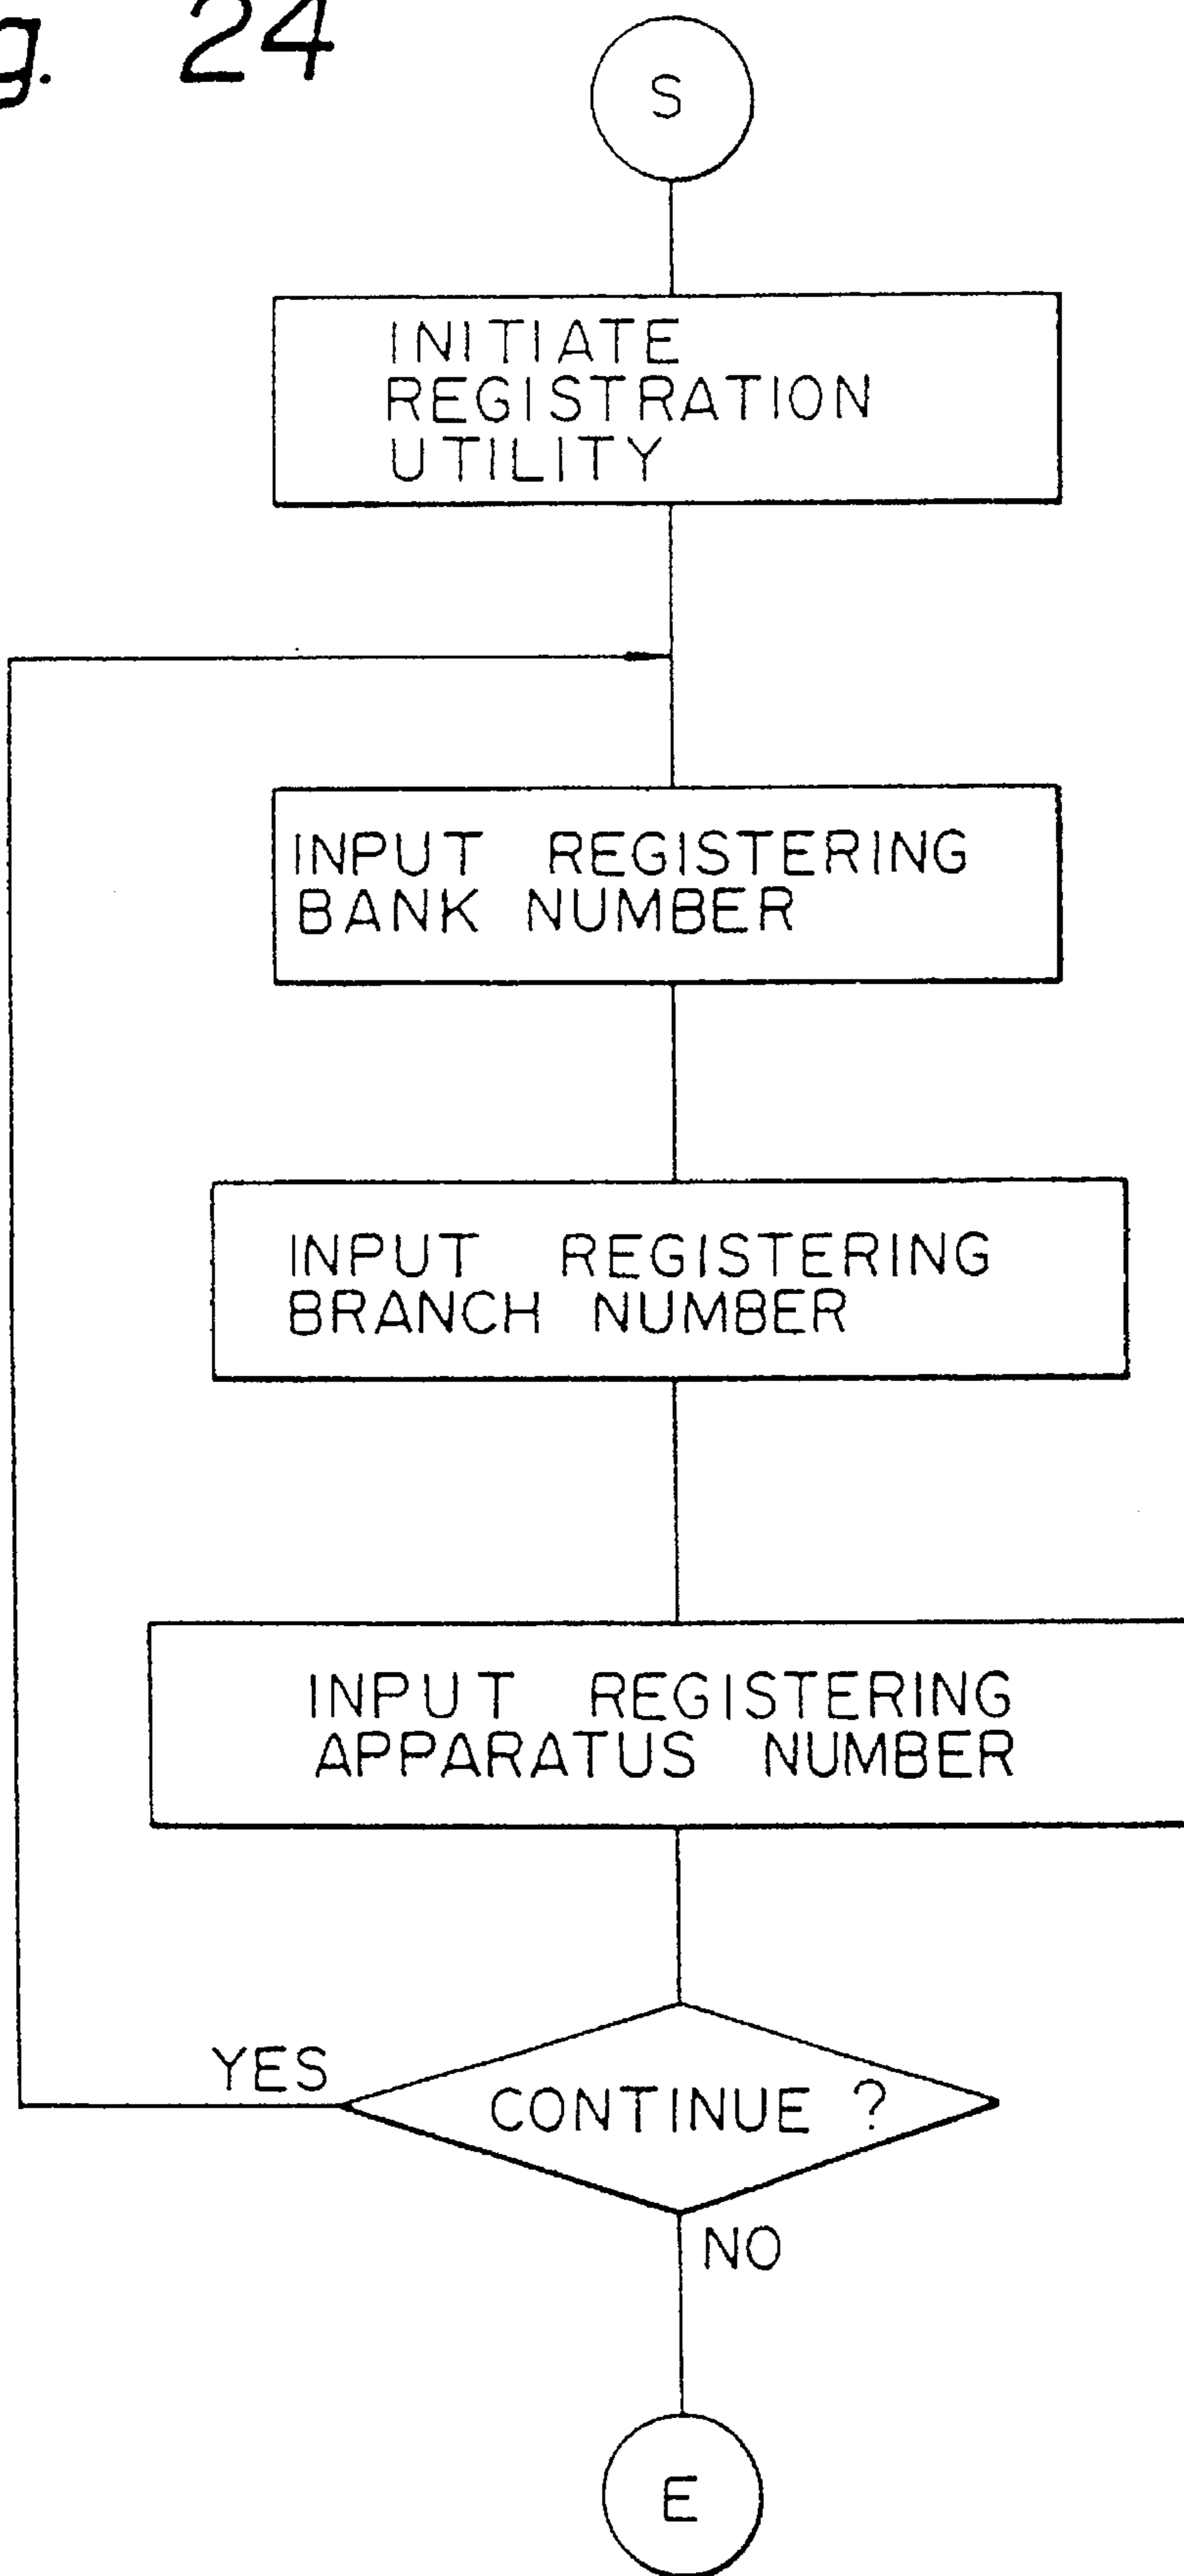 g. 24
S
INITIATE
REGISTRATION
UTILITY
INPUT REGISTERING
BANK NUMBER
INPUT REGISTERING
BRANCH NUMBER
INPUT REGISTERING
APPARATUS NUMBER
YES
CONTINUE ?
NO
E